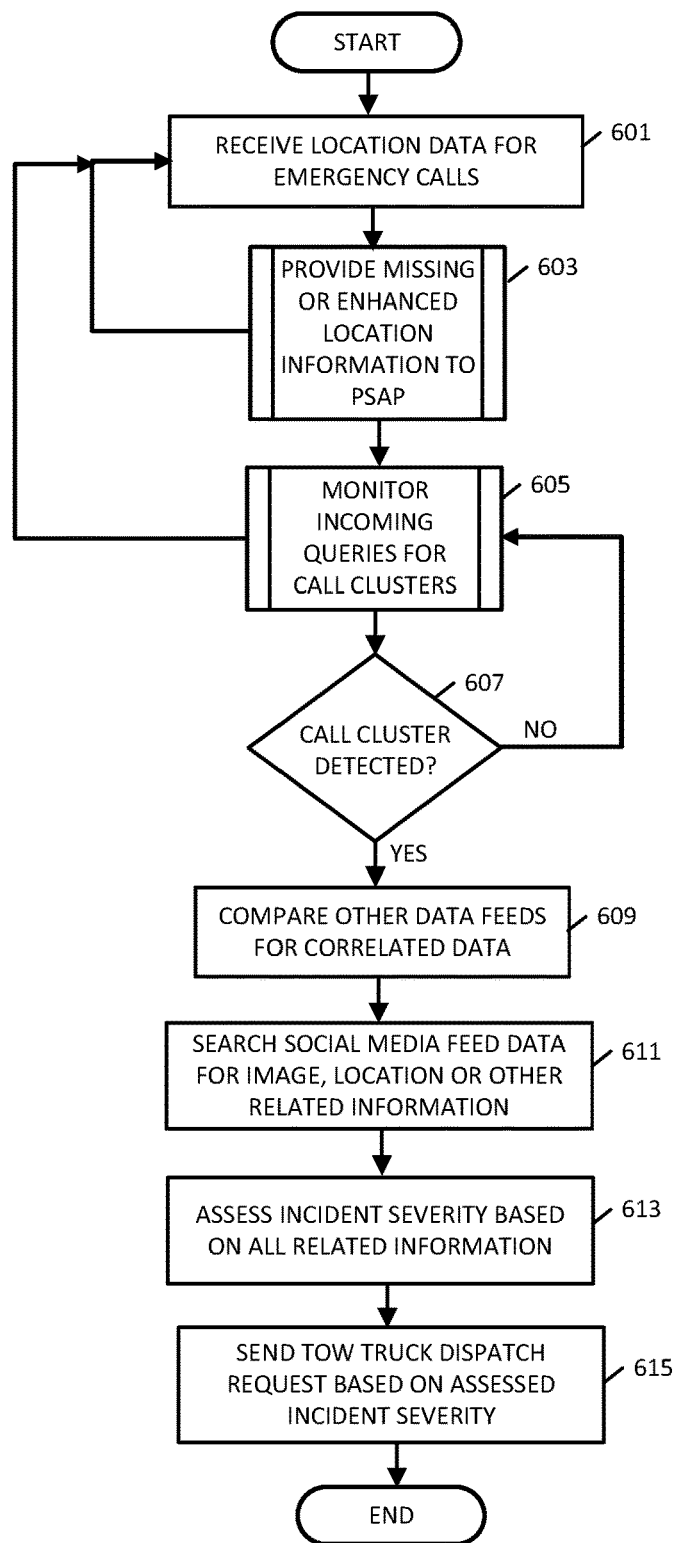 START
RECEIVE LOCATION DATA FOR
EMERGENCY CALLS
601
PROVIDE MISSING
OR ENHANCED
LOCATION
INFORMATION TO
PSAP
603
MONITOR
INCOMING
QUERIES FOR
CALL CLUSTERS
605
CALL CLUSTER
DETECTED?
607
NO
YES
COMPARE OTHER DATA FEEDS
FOR CORRELATED DATA
609
SEARCH SOCIAL MEDIA FEED DATA
FOR IMAGE, LOCATION OR OTHER
RELATED INFORMATION
611
ASSESS INCIDENT SEVERITY BASED
ON ALL RELATED INFORMATION
613
SEND TOW TRUCK DISPATCH
REQUEST BASED ON ASSESSED
INCIDENT SEVERITY
615
END